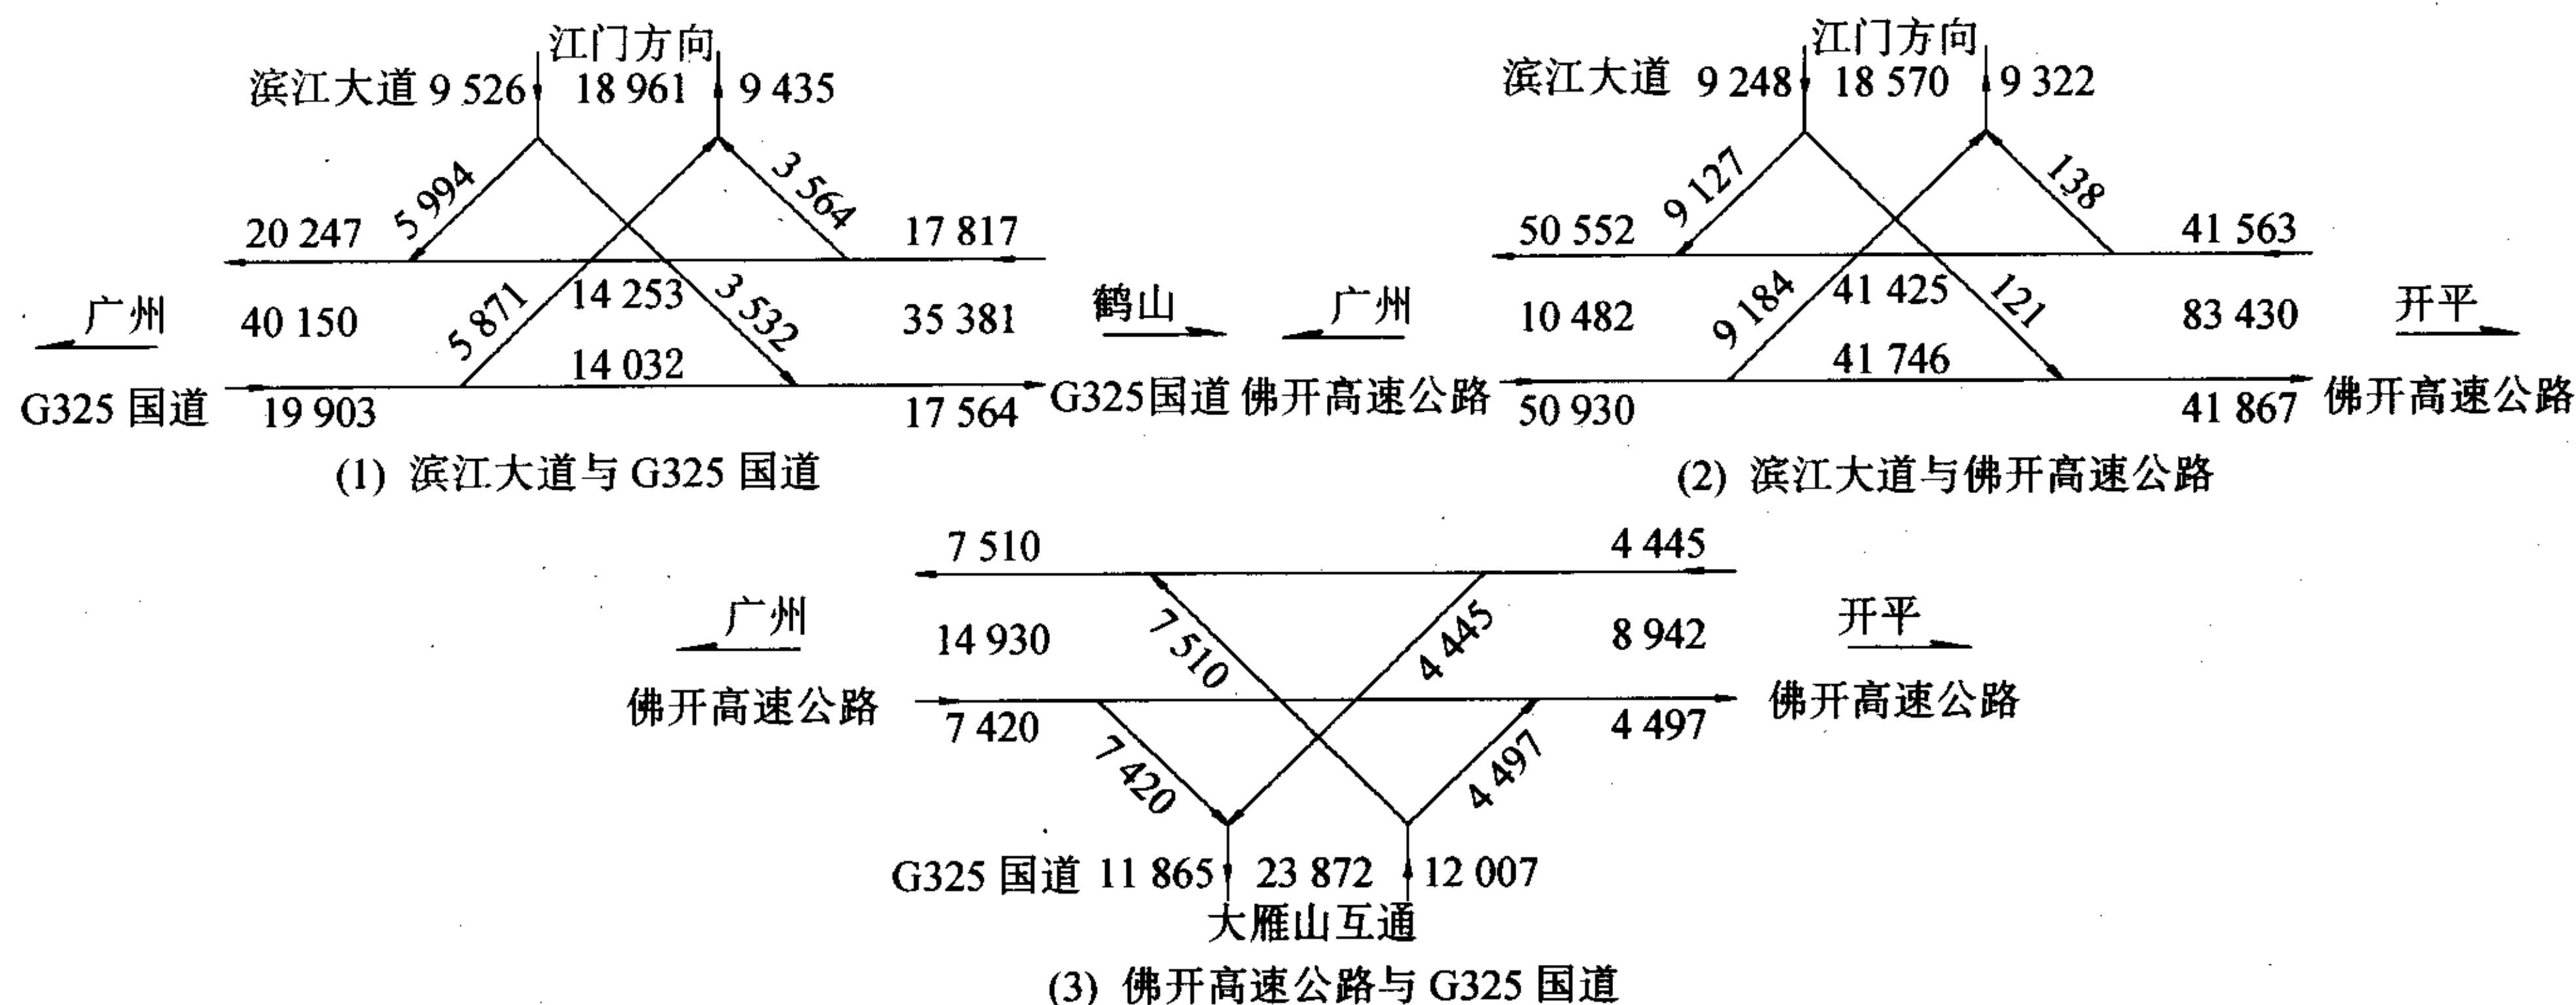 江门方向
滨江大道 9 526 18 961 9 435
5 994
3 564
20 247
17 817
广州
40 150
5 871
14 253
3 532
35 381
鹤山
G325 国道
19 903
14 032
17 564
G325国道
(1) 滨江大道与 G325 国道
江门方向
滨江大道 9 248 18 570 9 322
9 127
138
50 552
41 563
广州
10 482
9 184
41 425
121
83 430
开平
佛开高速公路
50 930
41 746
41 867
佛开高速公路
(2) 滨江大道与佛开高速公路
7 510
4 445
广州
14 930
7 510
4 445
8 942
开平
佛开高速公路
7 420
7 420
4 497
4 497
佛开高速公路
G325 国道 11 865 23 872 12 007
大雁山互通
(3) 佛开高速公路与 G325 国道